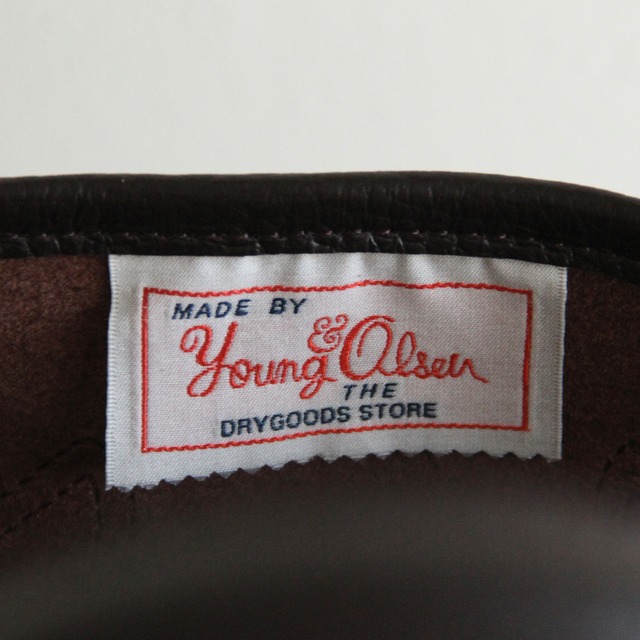 MADE BY
Young & Olsen
THE
DRYGOODS STORE